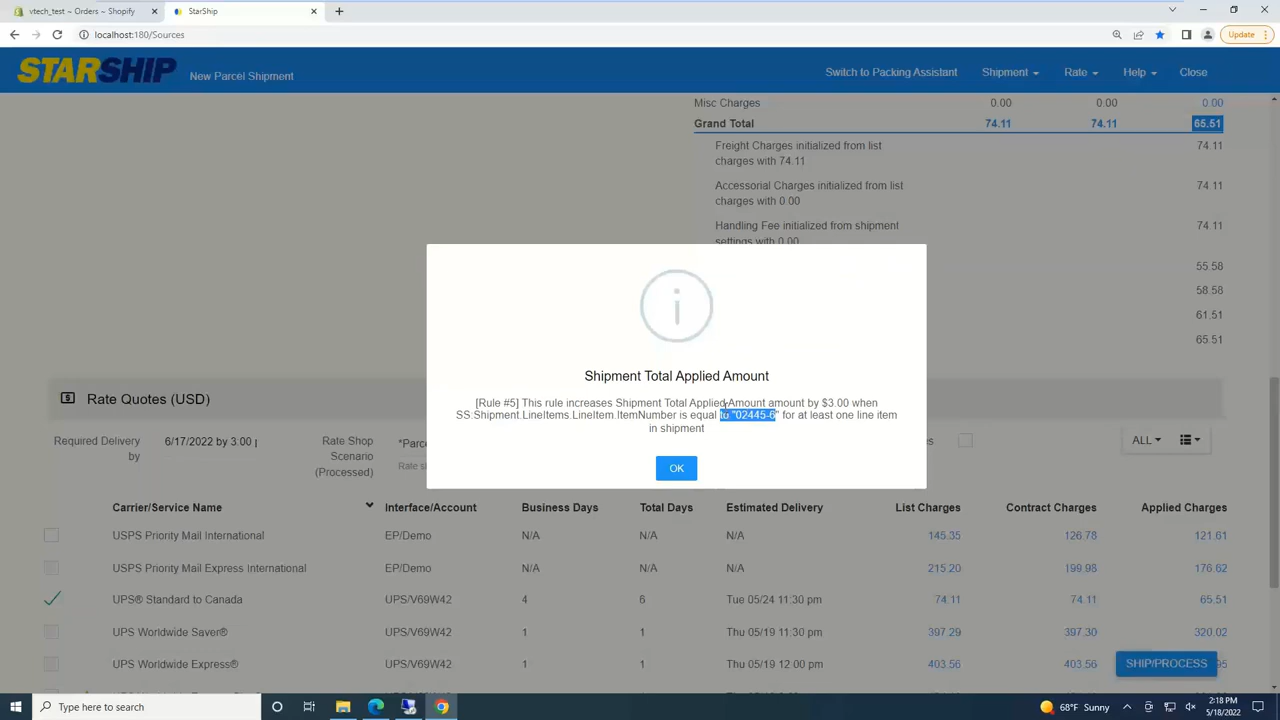 vtech_test ~ Orders ~ Shopify
StarShip
localhost:180/Sources
Update
STARSHIP
New Parcel Shipment
Switch to Packing Assistant
Shipment
Rate
Help
Close
Misc Charges 0.00 0.00 0.00
Grand Total 74.11 74.11 65.51
Freight Charges initialized from list 74.11
charges with 74.11
Accessorial Charges initialized from list 74.11
charges with 0.00
Handling Fee initialized from shipment 74.11
settings with 0.00
55.58
58.58
61.51
65.51
Shipment Total Applied Amount
[Rule #5] This rule increases Shipment Total Applied Amount amount by $3.00 when
SS.Shipment.LineItems.LineItem.ItemNumber is equal to "02445-6" for at least one line item
in shipment
OK
Rate Quotes (USD)
Required Delivery
by
6/17/2022 by 3:00
Rate Shop
Scenario
(Processed)
*Parce
Rate s
ALL
Carrier/Service Name Interface/Account Business Days Total Days Estimated Delivery List Charges Contract Charges Applied Charges
USPS Priority Mail International EP/Demo N/A N/A N/A 145.35 126.78 121.61
USPS Priority Mail Express International EP/Demo N/A N/A N/A 215.20 199.98 176.62
UPS® Standard to Canada UPS/V69W42 4 6 Tue 05/24 11:30 pm 74.11 74.11 65.51
UPS Worldwide Saver® UPS/V69W42 1 1 Thu 05/19 11:30 pm 397.29 397.30 320.02
UPS Worldwide Express® UPS/V69W42 1 1 Thu 05/19 12:00 pm 403.56 403.56 95
SHIP/PROCESS
Type here to search
68°F Sunny
2:18 PM
5/18/2022